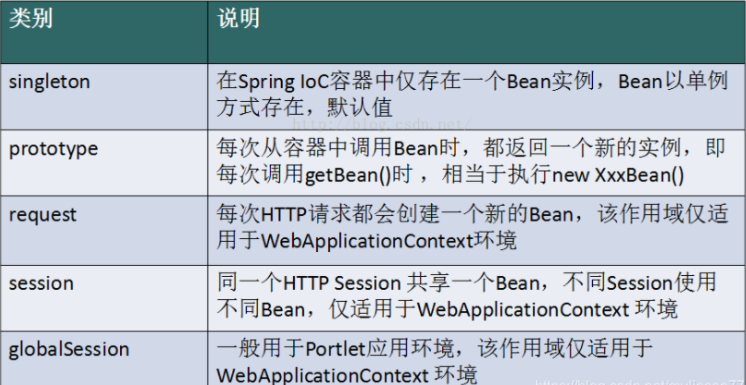 类别 说明
singleton 在Spring IoC容器中仅存在一个Bean实例，Bean以单例
方式存在，默认值
http://blog.csdn.net/
prototype 每次从容器中调用Bean时，都返回一个新的实例，即
每次调用getBean()时 ，相当于执行new XxxBean()
request 每次HTTP请求都会创建一个新的Bean，该作用域仅适
用于WebApplicationContext环境
session 同一个HTTP Session 共享一个Bean，不同Session使用
不同Bean，仅适用于WebApplicationContext 环境
globalSession 一般用于Portlet应用环境，该作用域仅适用于
WebApplicationContext 环境